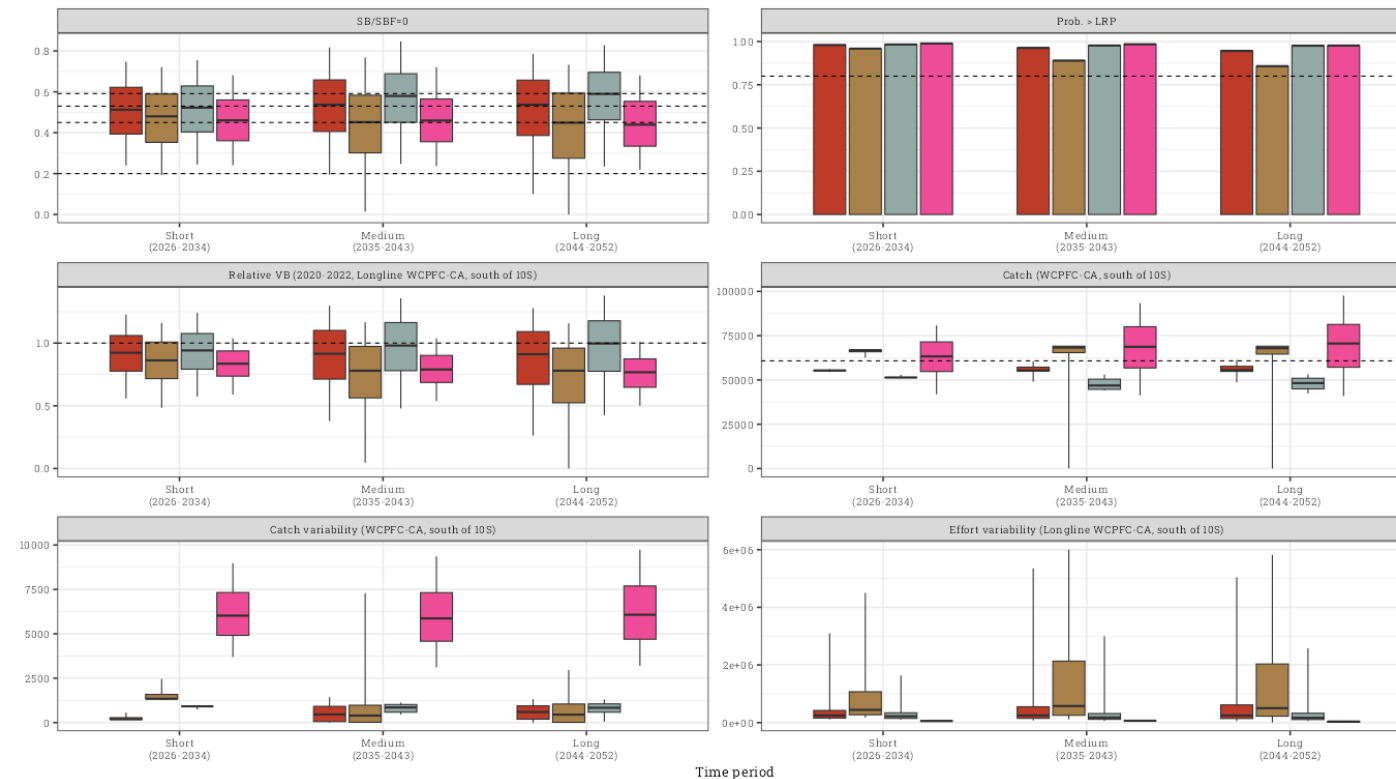 SB/SBF=0
0.8
0.6
0.4
0.2
0.0
Short
(2026-2034)
Medium
(2035-2043)
Long
(2044-2052)
Prob. > LRP
1.00
0.75
0.50
0.25
0.00
Short
(2026-2034)
Medium
(2035-2043)
Long
(2044-2052)
Relative VB (2020-2022, Longline WCPFC-CA, south of 10S)
1.0
0.5
0.0
Short
(2026-2034)
Medium
(2035-2043)
Long
(2044-2052)
Catch (WCPFC-CA, south of 10S)
100000
75000
50000
25000
0
Short
(2026-2034)
Medium
(2035-2043)
Long
(2044-2052)
Catch variability (WCPFC-CA, south of 10S)
10000
7500
5000
2500
0
Short
(2026-2034)
Medium
(2035-2043)
Long
(2044-2052)
Effort variability (Longline WCPFC-CA, south of 10S)
6e+06
4e+06
2e+06
0e+00
Short
(2026-2034)
Medium
(2035-2043)
Long
(2044-2052)
Time period